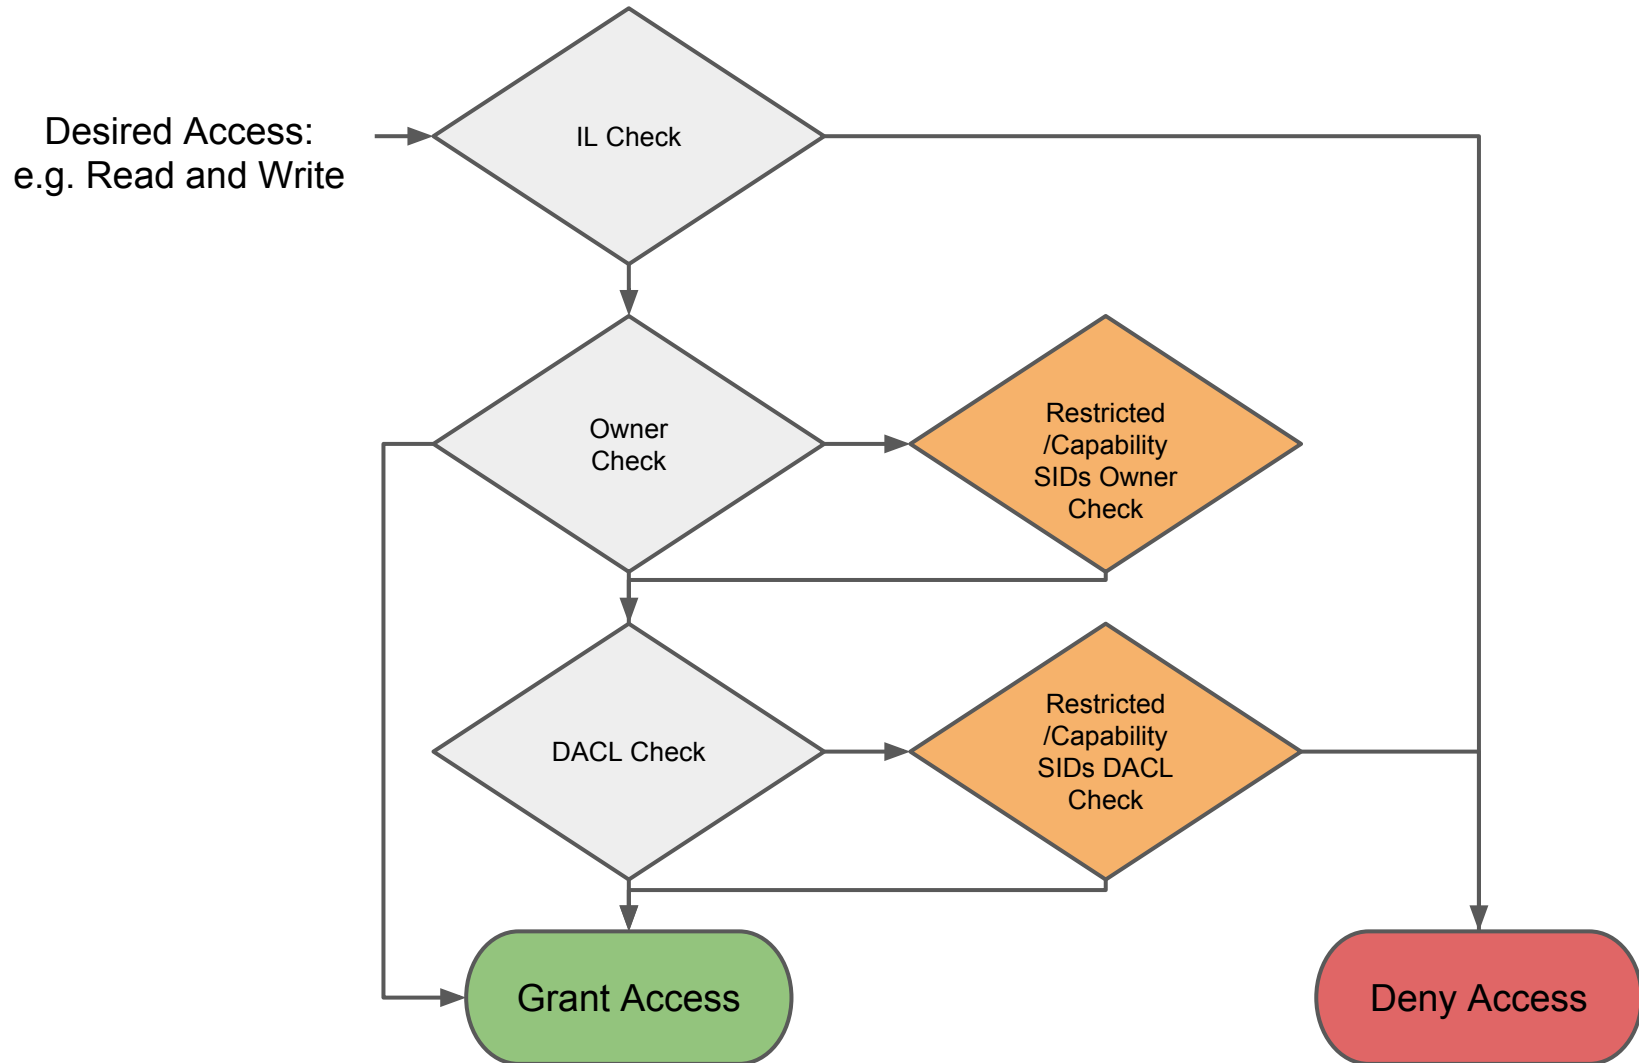 Desired Access:
e.g. Read and Write
IL Check
Owner
Check
Restricted
/Capability
SIDs Owner
Check
DACL Check
Restricted
/Capability
SIDs DACL
Check
Grant Access
Deny Access